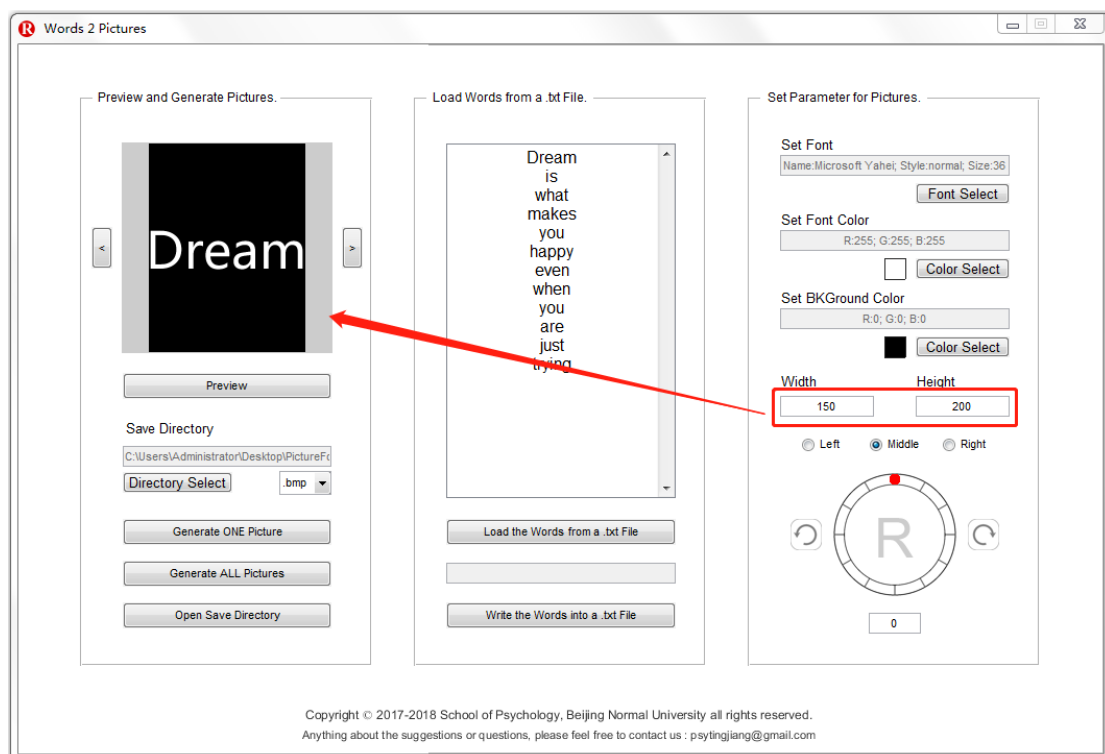 R Words 2 Pictures
Preview and Generate Pictures.
Dream
<
>
Preview
Save Directory
C:\Users\Administrator\Desktop\PictureFo
Directory Select
.bmp
Generate ONE Picture
Generate ALL Pictures
Open Save Directory
Load Words from a .txt File.
Dream
is
what
makes
you
happy
even
when
you
are
just
trying
Load the Words from a .txt File
Write the Words into a .txt File
Set Parameter for Pictures.
Set Font
Name:Microsoft Yahei; Style:normal; Size:36
Font Select
Set Font Color
R:255; G:255; B:255
Color Select
Set BKGround Color
R:0; G:0; B:0
Color Select
Width Height
150 200
Left Middle Right
R
0
Copyright © 2017-2018 School of Psychology, Beijing Normal University all rights reserved.
Anything about the suggestions or questions, please feel free to contact us : psytingjiang@gmail.com